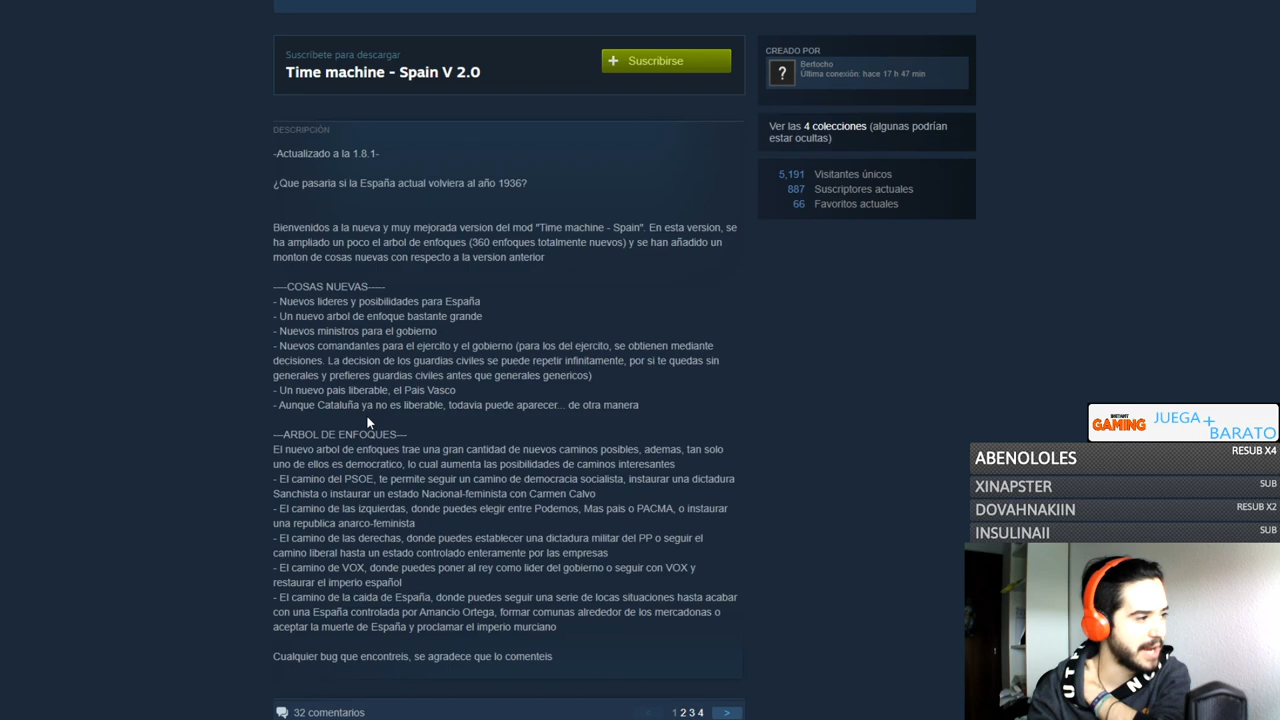 Suscríbete para descargar
Time machine - Spain V 2.0
+ Suscribirse
DESCRIPCIÓN
-Actualizado a la 1.8.1-
¿Que pasaria si la España actual volviera al año 1936?
Bienvenidos a la nueva y muy mejorada version del mod "Time machine - Spain". En esta version, se
ha ampliado un poco el arbol de enfoques (360 enfoques totalmente nuevos) y se han añadido un
monton de cosas nuevas con respecto a la version anterior
----COSAS NUEVAS-----
- Nuevos lideres y posibilidades para España
- Un nuevo arbol de enfoque bastante grande
- Nuevos ministros para el gobierno
- Nuevos comandantes para el ejercito y el gobierno (para los del ejercito, se obtienen mediante
decisiones. La decision de los guardias civiles se puede repetir infinitamente, por si te quedas sin
generales y prefieres guardias civiles antes que generales genericos)
- Un nuevo pais liberable, el Pais Vasco
- Aunque Cataluña ya no es liberable, todavia puede aparecer... de otra manera
---ARBOL DE ENFOQUES---
El nuevo arbol de enfoques trae una gran cantidad de nuevos caminos posibles, ademas, tan solo
uno de ellos es democratico, lo cual aumenta las posibilidades de caminos interesantes
- El camino del PSOE, te permite seguir un camino de democracia socialista, instaurar una dictadura
Sanchista o instaurar un estado Nacional-feminista con Carmen Calvo
- El camino de las izquierdas, donde puedes elegir entre Podemos, Mas pais o PACMA, o instaurar
una republica anarco-feminista
- El camino de las derechas, donde puedes establecer una dictadura militar del PP o seguir el
camino liberal hasta un estado controlado enteramente por las empresas
- El camino de VOX, donde puedes poner al rey como lider del gobierno o seguir con VOX y
restaurar el imperio español
- El camino de la caida de España, donde puedes seguir una serie de locas situaciones hasta acabar
con una España controlada por Amancio Ortega, formar comunas alrededor de los mercadonas o
aceptar la muerte de España y proclamar el imperio murciano
Cualquier bug que encontreis, se agradece que lo comenteis
32 comentarios
< 1 2 3 4 >
CREADO POR
?
Bertocho
Última conexión: hace 17 h 47 min
Ver las 4 colecciones (algunas podrían
estar ocultas)
5,191 Visitantes únicos
887 Suscriptores actuales
66 Favoritos actuales
INSTANT GAMING
JUEGA+
BARATO
ABENOLOLES RESUB X4
XINAPSTER SUB
DOVAHNAKIIN RESUB X2
INSULINAII SUB